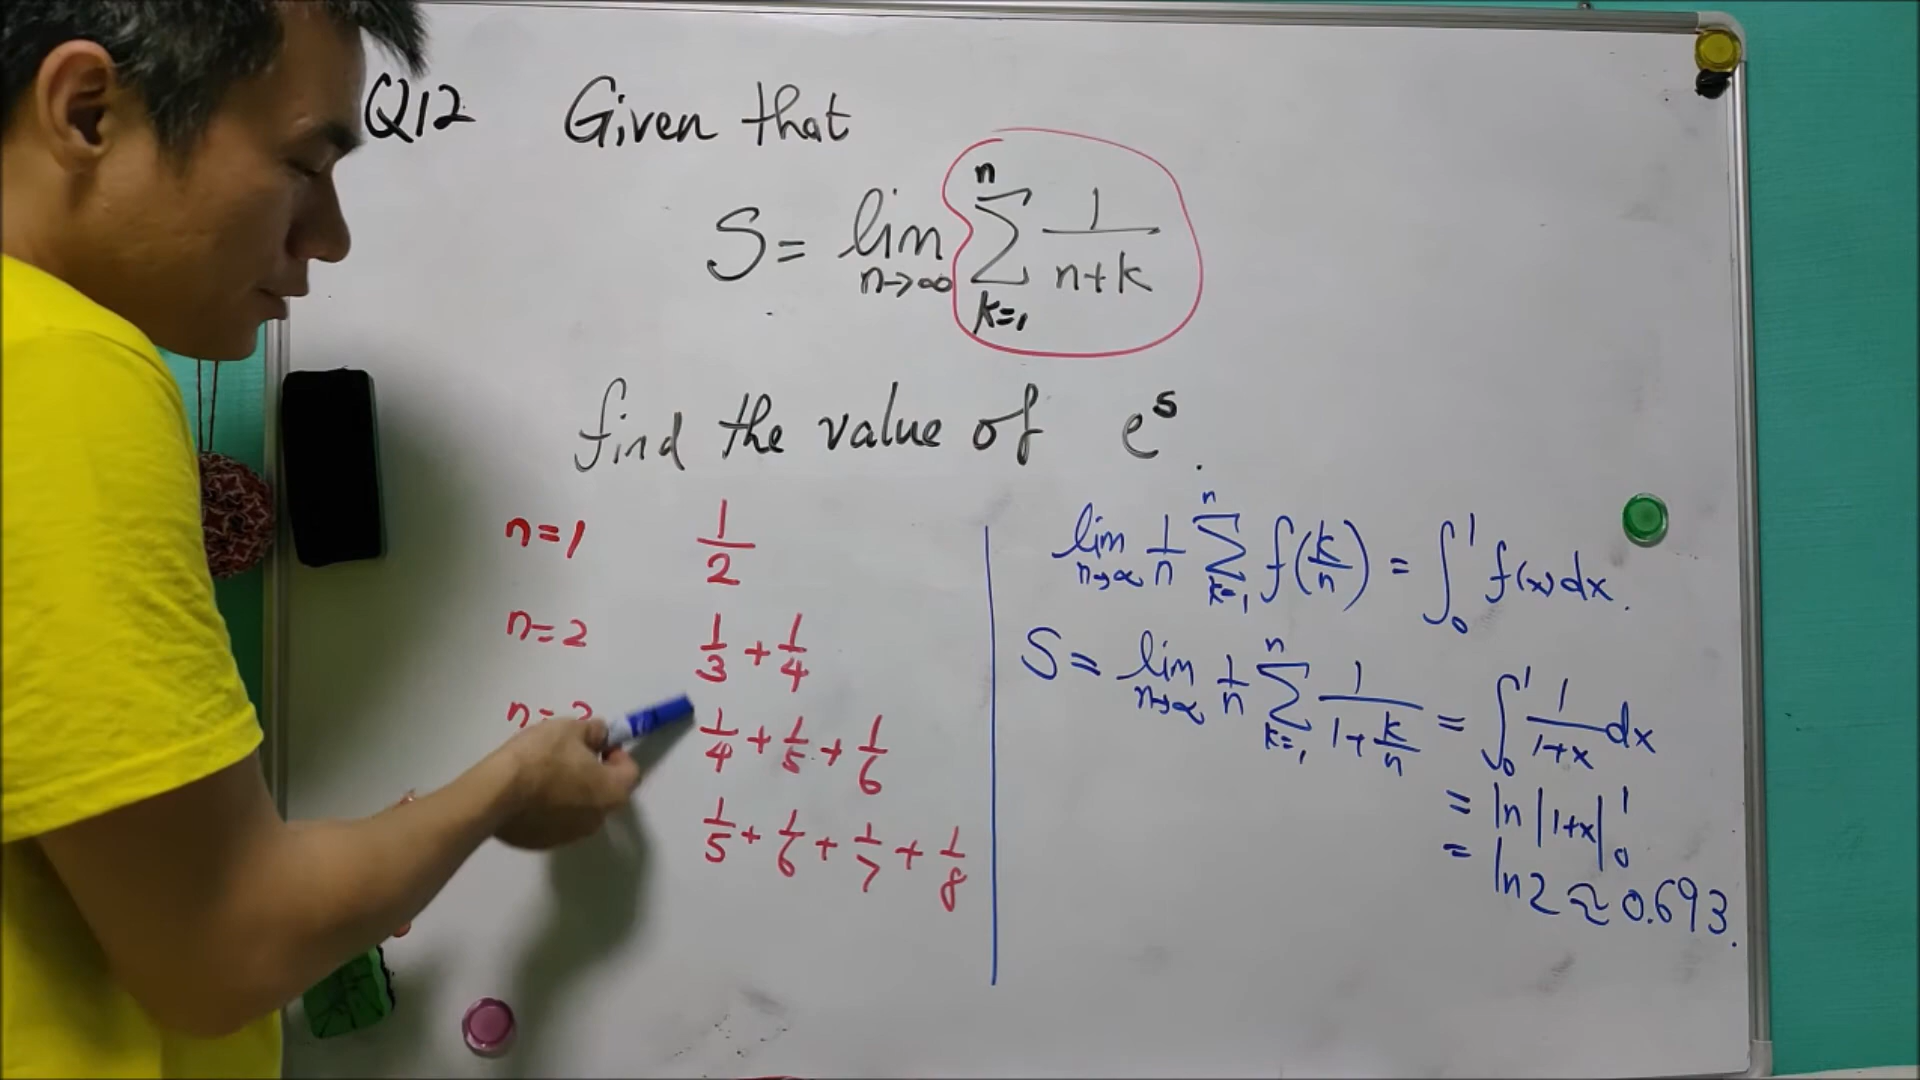 Q12 Given that
S = lim n→∞ n ∑ k=1 1/(n+k)
find the value of e^s.
n=1 1/2
n=2 1/3 + 1/4
n=3 1/4 + 1/5 + 1/6
1/5 + 1/6 + 1/7 + 1/8
lim n→∞ 1/n n ∑ k=1 f(k/n) = ∫₀¹ f(x)dx.
S = lim n→∞ 1/n n ∑ k=1 1/(1+k/n) = ∫₀¹ 1/(1+x) dx
= ln|1+x| |₀¹
= ln2 ≈ 0.693.